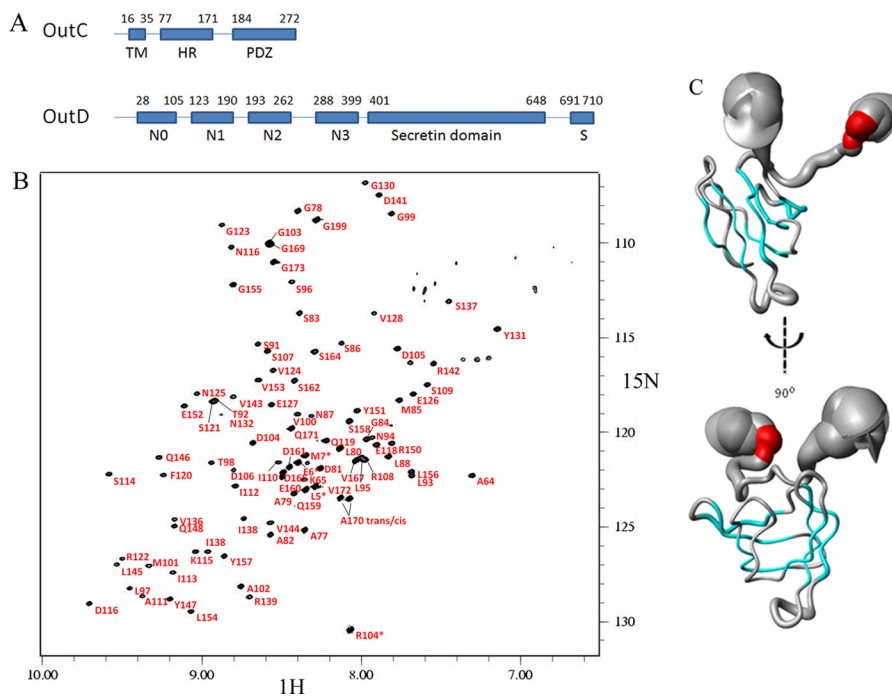 A
OutC
16 35 77 171 184 272
TM HR PDZ
OutD
28 105 123 190 193 262 288 399 401 648 691 710
N0 N1 N2 N3 Secretin domain S
B
C
G130
D141
G78
G199
G99
G123
G103
N116
G169
G173
G155
S96
S137
S83
V128
Y131
S91
S107
S164
S86
D105
R142
V124
V153
S162
S109
N125
V143
E127
E126
M85
E152
T92
N132
S121
V100
N87
Y151
S158
G84
Q171
Q119
N94
D104
E118
R150
Q146
T98
D161
M7*
L80
L88
S114
F120
D106
I110
E6
D81
V167
R108
L156
L93
A64
I112
E160
K65
L95
L5*
V172
A79
Q159
A170 trans/cis
V136
Q148
I138
V144
A82
A77
R122
M101
K115
I138
Y157
L145
I113
L97
A102
R139
D116
A111
Y147
L154
R104*
110
115
15N
120
125
130
10.00 9.00 8.00 7.00
1H
90⁰